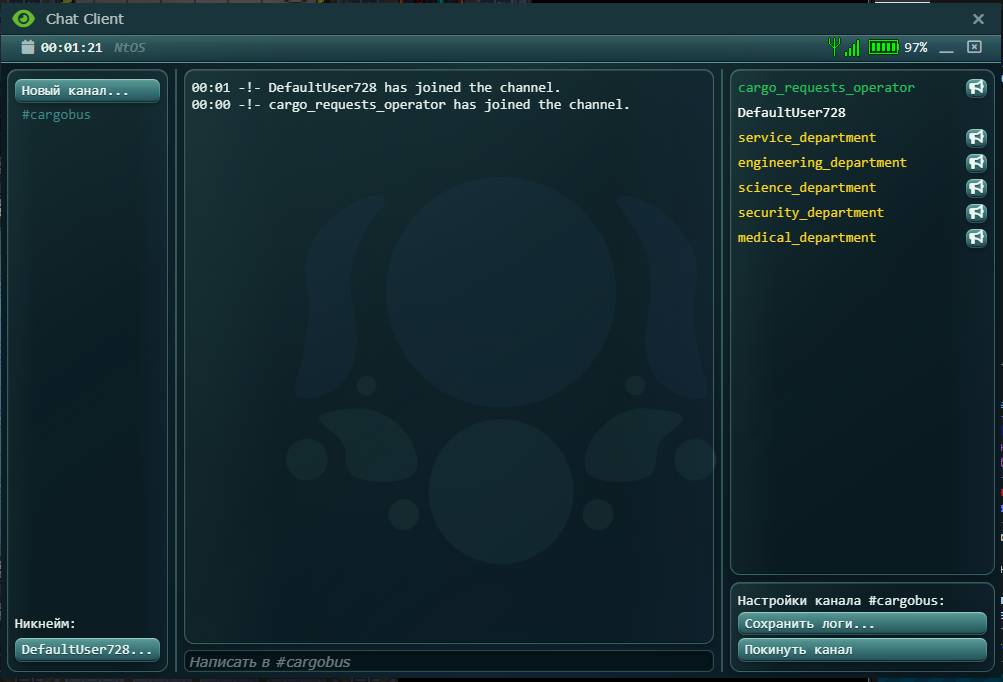 Chat Client
00:01:21 NtOS
97%
Новый канал...
#cargobus
Никнейм:
DefaultUser728...
00:01 -!- DefaultUser728 has joined the channel.
00:00 -!- cargo_requests_operator has joined the channel.
Написать в #cargobus
cargo_requests_operator
DefaultUser728
service_department
engineering_department
science_department
security_department
medical_department
Настройки канала #cargobus:
Сохранить логи...
Покинуть канал